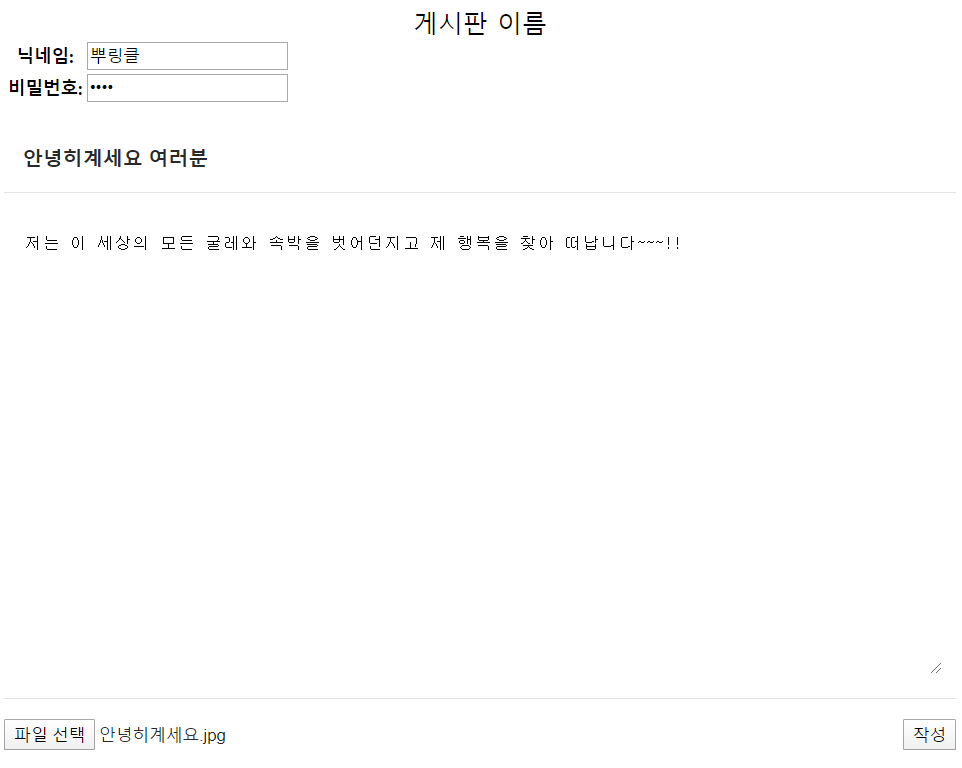 게시판 이름
닉네임: 뿌링클
비밀번호: ••••
안녕히계세요 여러분
저는 이 세상의 모든 굴레와 속박을 벗어던지고 제 행복을 찾아 떠납니다~~~!!
파일 선택 안녕히계세요.jpg 작성